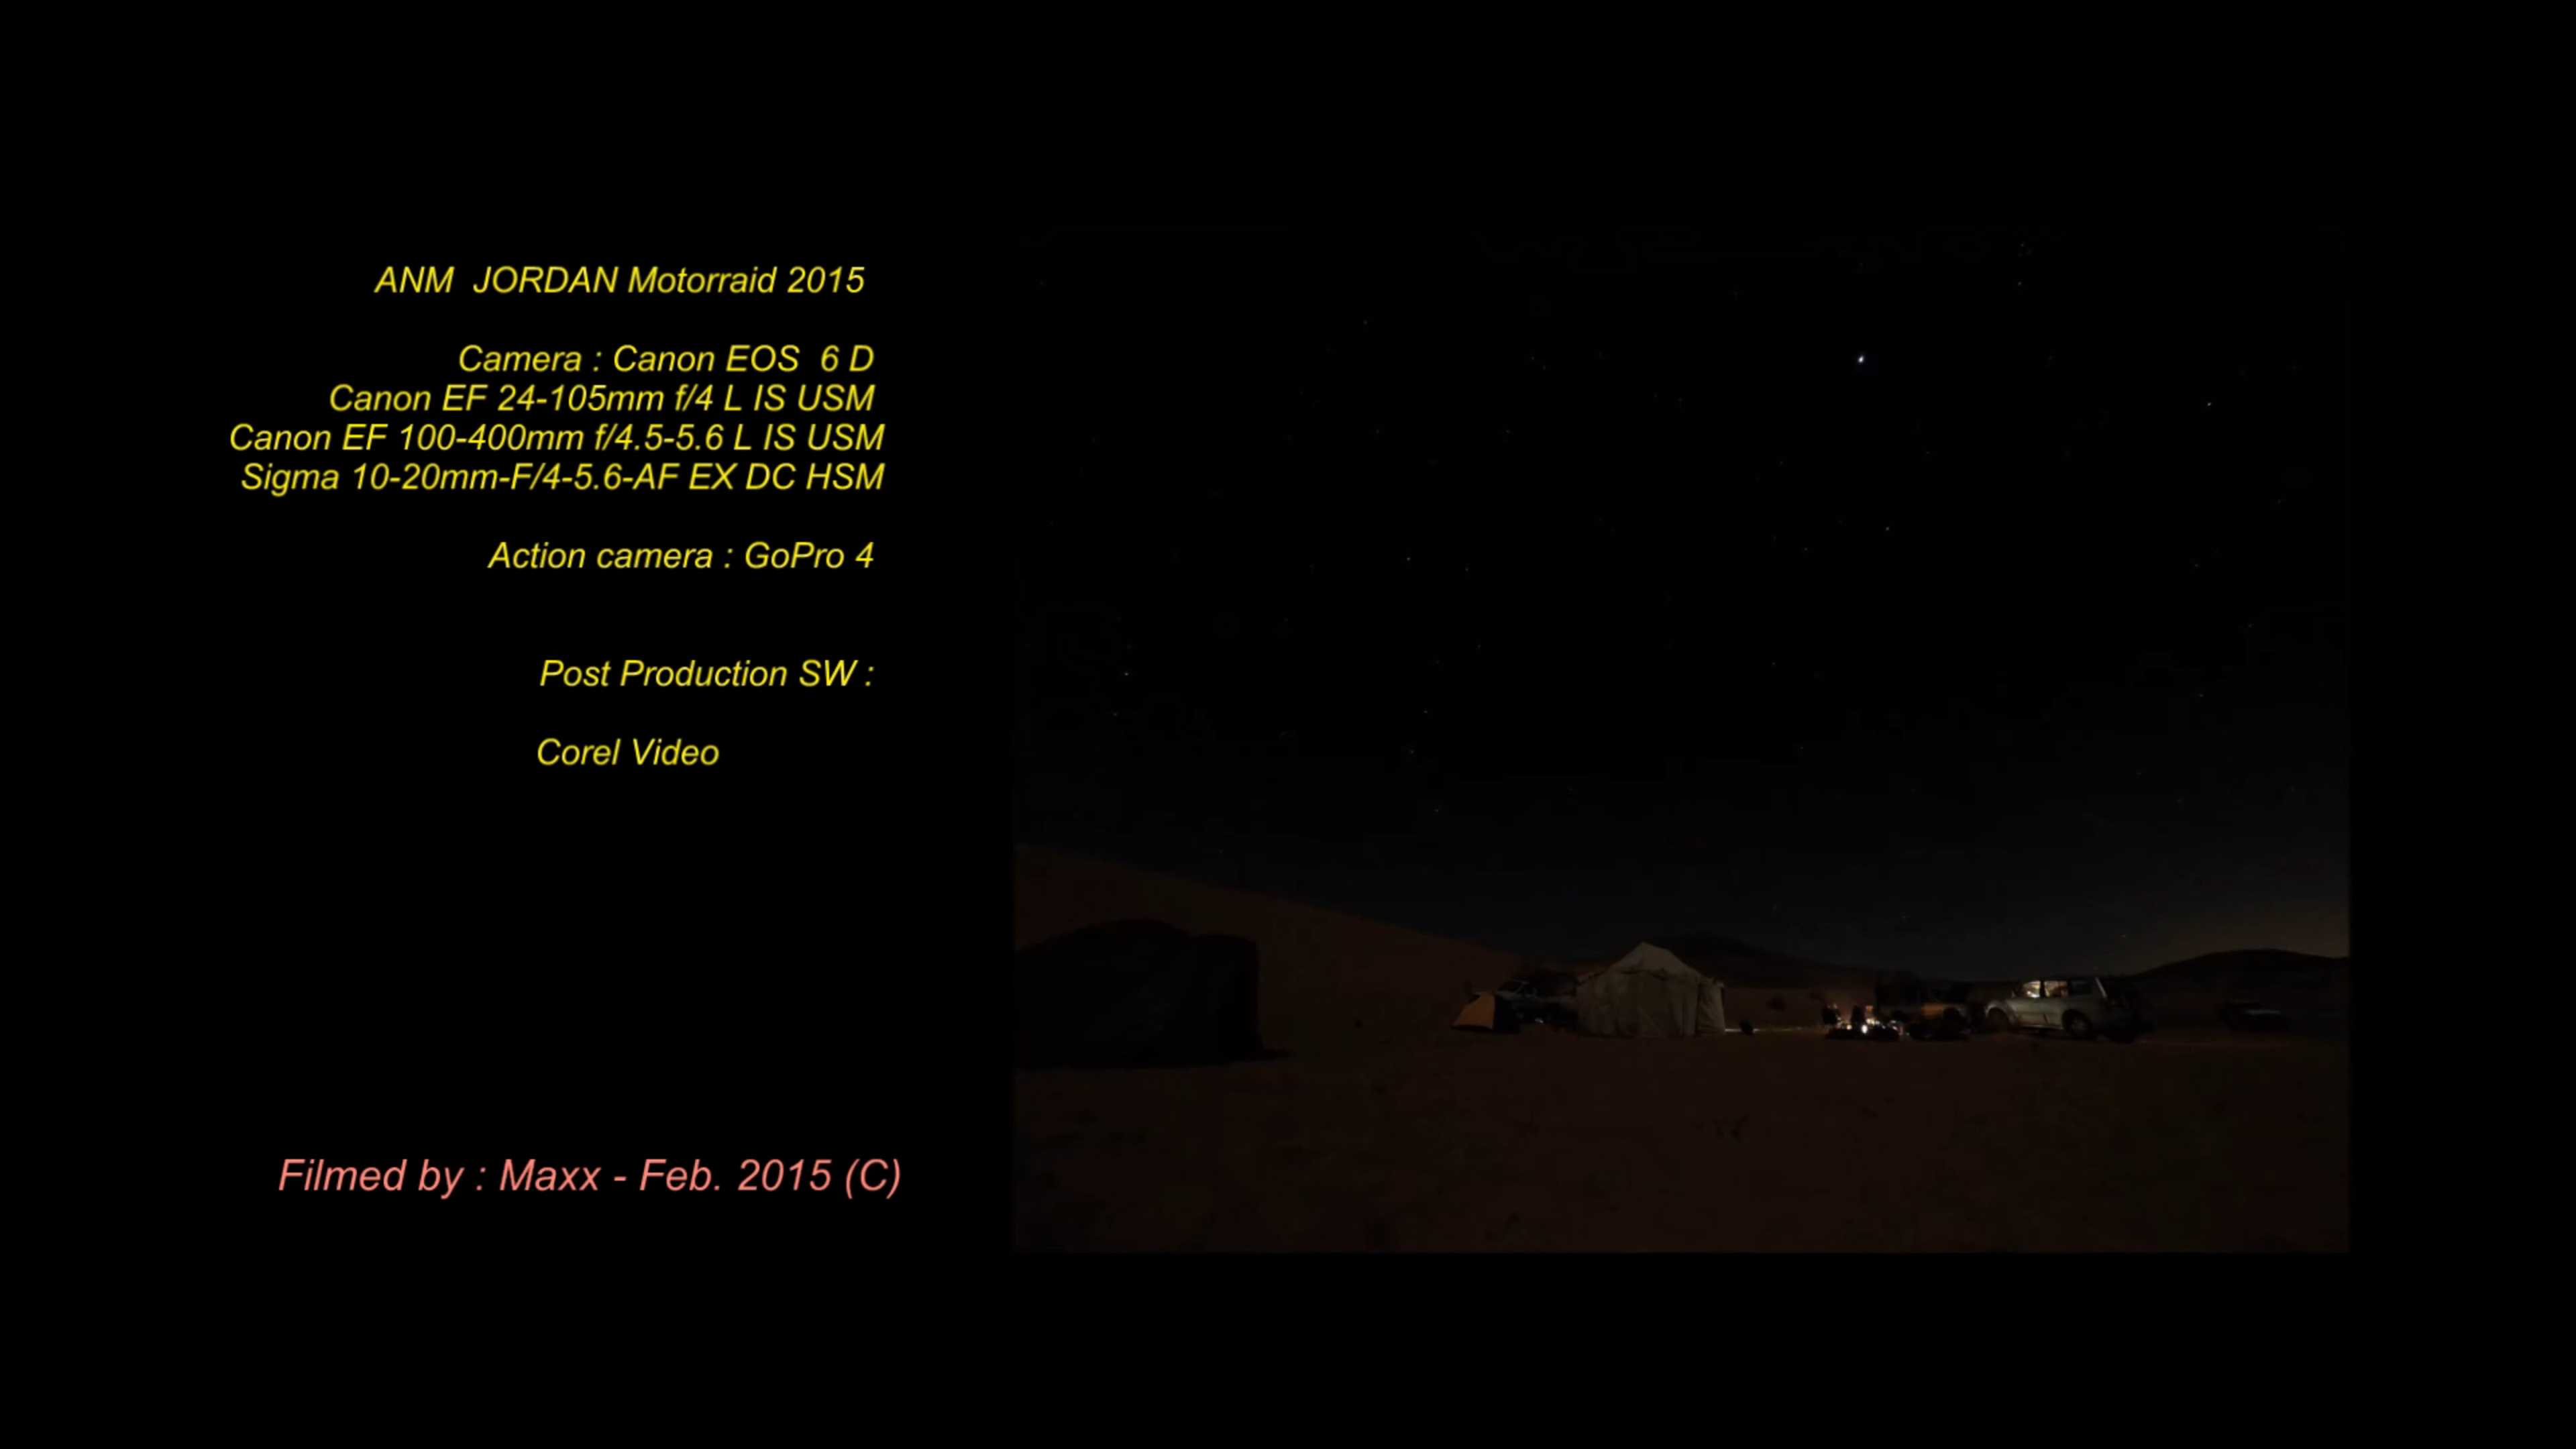 ANM  JORDAN Motorraid 2015
Camera : Canon EOS  6 D
Canon EF 24-105mm f/4 L IS USM
Canon EF 100-400mm f/4.5-5.6 L IS USM
Sigma 10-20mm-F/4-5.6-AF EX DC HSM
Action camera : GoPro 4
Post Production SW :
Corel Video
Filmed by : Maxx - Feb. 2015 (C)